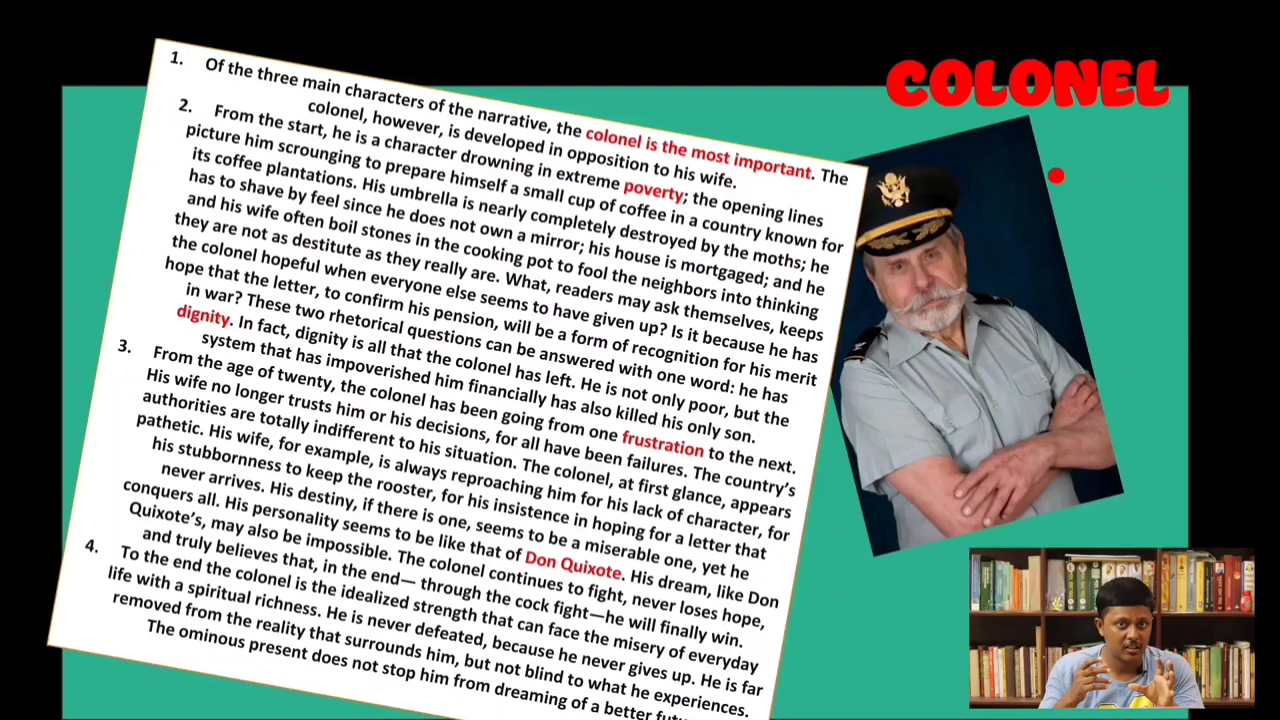 COLONEL
1. Of the three main characters of the narrative, the colonel is the most important. The
colonel, however, is developed in opposition to his wife.
2. From the start, he is a character drowning in extreme poverty; the opening lines
picture him scrounging to prepare himself a small cup of coffee in a country known for
its coffee plantations. His umbrella is nearly completely destroyed by the moths; he
has to shave by feel since he does not own a mirror; his house is mortgaged; and he
and his wife often boil stones in the cooking pot to fool the neighbors into thinking
they are not as destitute as they really are. What, readers may ask themselves, keeps
the colonel hopeful when everyone else seems to have given up? Is it because he has
hope that the letter, to confirm his pension, will be a form of recognition for his merit
in war? These two rhetorical questions can be answered with one word: he has
dignity. In fact, dignity is all that the colonel has left. He is not only poor, but the
system that has impoverished him financially has also killed his only son.
3. From the age of twenty, the colonel has been going from one frustration to the next.
His wife no longer trusts him or his decisions, for all have been failures. The country's
authorities are totally indifferent to his situation. The colonel, at first glance, appears
pathetic. His wife, for example, is always reproaching him for his lack of character, for
his stubbornness to keep the rooster, for his insistence in hoping for a letter that
never arrives. His destiny, if there is one, seems to be a miserable one, yet he
conquers all. His personality seems to be like that of Don Quixote. His dream, like Don
Quixote's, may also be impossible. The colonel continues to fight, never loses hope,
and truly believes that, in the end— through the cock fight—he will finally win.
4. To the end the colonel is the idealized strength that can face the misery of everyday
life with a spiritual richness. He is never defeated, because he never gives up. He is far
removed from the reality that surrounds him, but not blind to what he experiences.
The ominous present does not stop him from dreaming of a better